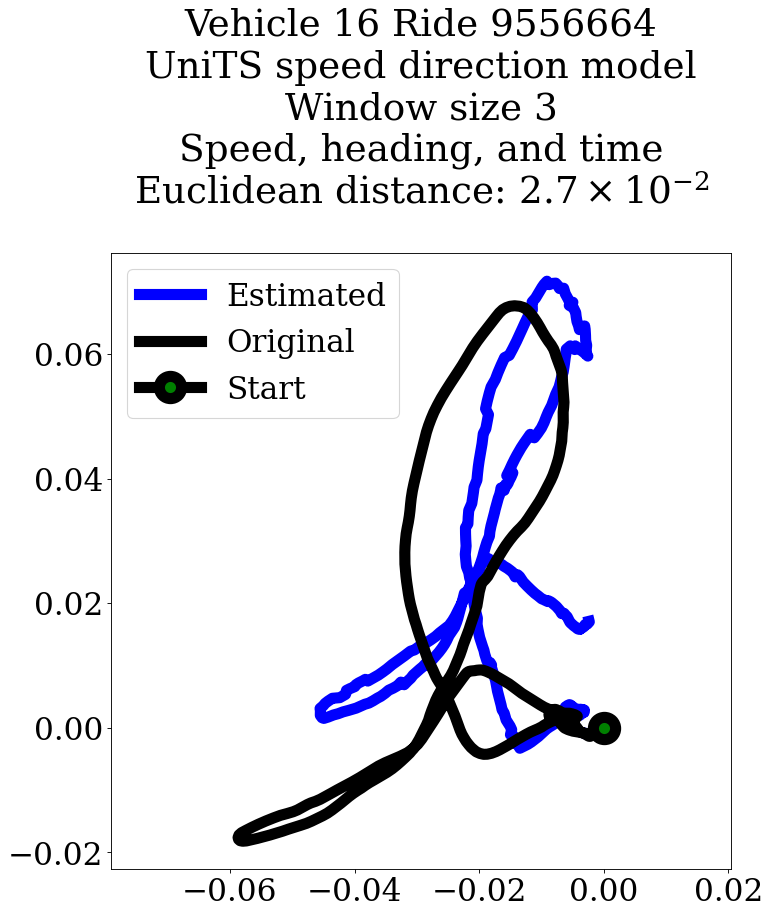 Vehicle 16 Ride 9556664
UniTS speed direction model
Window size 3
Speed, heading, and time
Euclidean distance: 2.7 × 10⁻²
Estimated
Original
Start
0.06
0.04
0.02
0.00
−0.02
−0.06 −0.04 −0.02 0.00 0.02